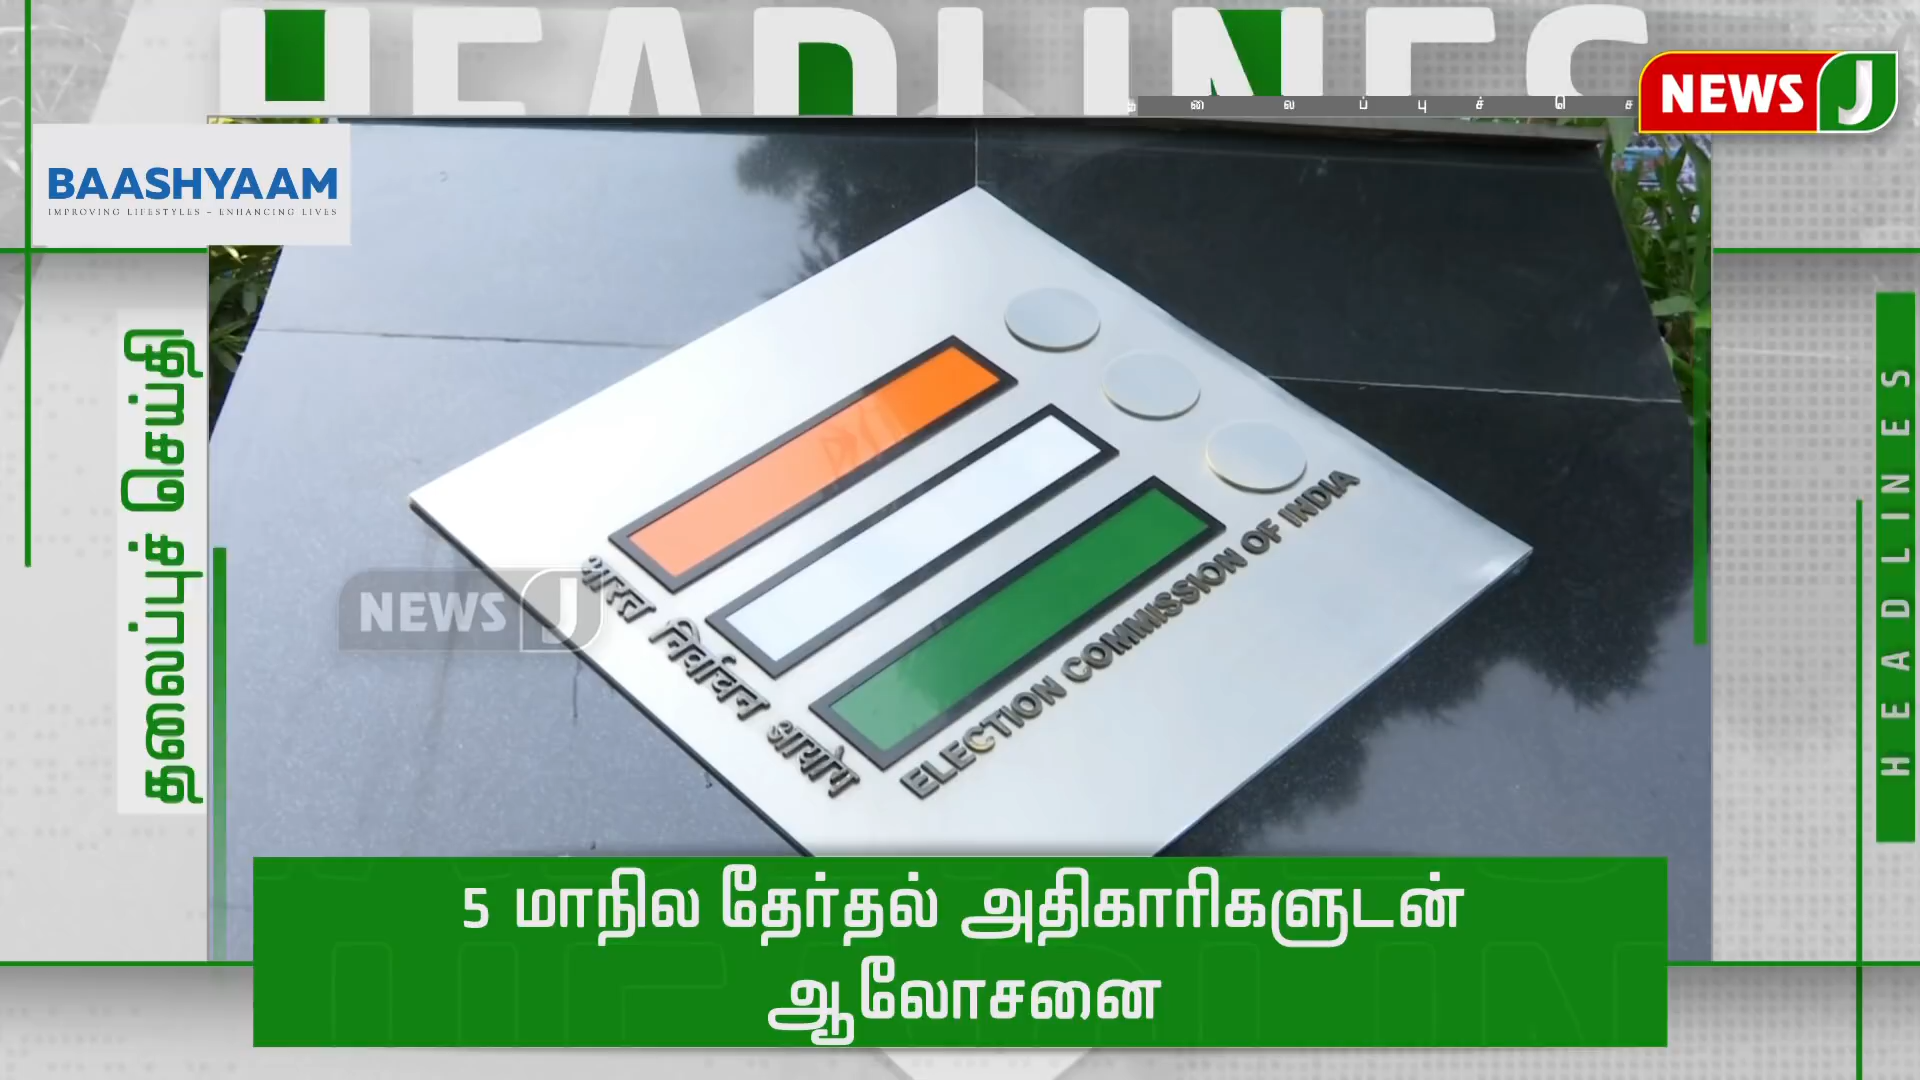 HEADLINES
NEWS J
த லை ப் பு ச் செ
BAASHYAAM
IMPROVING LIFESTYLES – ENHANCING LIVES
தலைப்புச் செய்தி
HEADLINES
NEWS J
भारत निर्वाचन आयोग
ELECTION COMMISSION OF INDIA
5 மாநில தேர்தல் அதிகாரிகளுடன்
ஆலோசனை